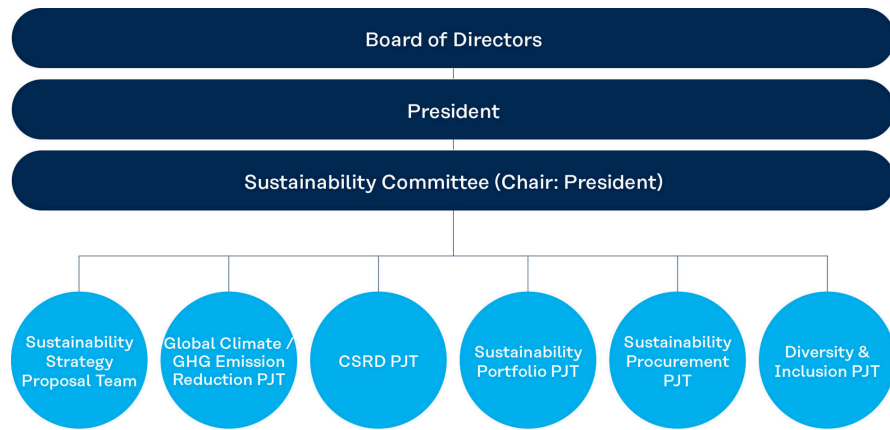 Board of Directors
President
Sustainability Committee (Chair: President)
Sustainability
Strategy
Proposal Team
Global Climate /
GHG Emission
Reduction PJT
CSRD PJT
Sustainability
Portfolio PJT
Sustainability
Procurement
PJT
Diversity &
Inclusion PJT